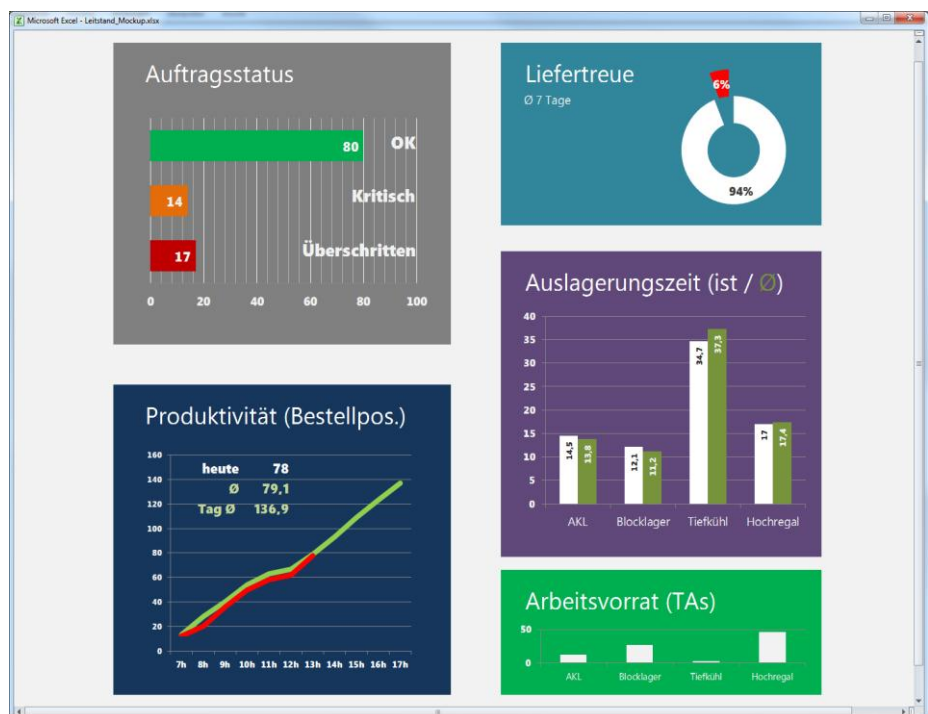 Microsoft Excel - Leitstand_Mockup.xlsx
Auftragsstatus
80 OK
14 Kritisch
17 Überschritten
0 20 40 60 80 100
Liefertreue
Ø 7 Tage
6%
94%
Auslagerungszeit (ist / Ø)
40
35
30
25
20
15
10
5
0
14,5 13,8 12,1 11,2 34,7 37,3 17 17,4
AKL Blocklager Tiefkühl Hochregal
Produktivität (Bestellpos.)
160
140
120
100
80
60
40
20
0
heute 78
Ø 79,1
Tag Ø 136,9
7h 8h 9h 10h 11h 12h 13h 14h 15h 16h 17h
Arbeitsvorrat (TAs)
50
0
AKL Blocklager Tiefkühl Hochregal